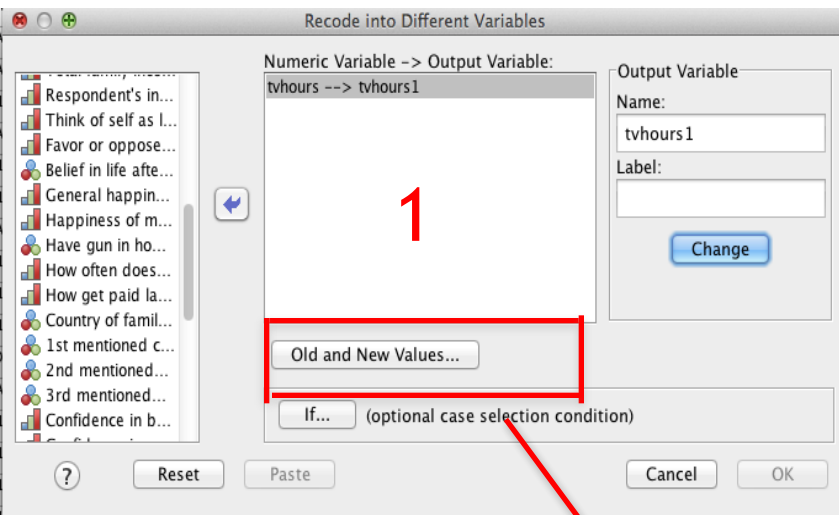 Recode into Different Variables
Numeric Variable -> Output Variable:
tvhours --> tvhours1
Respondent's in...
Think of self as l...
Favor or oppose...
Belief in life afte...
General happin...
Happiness of m...
Have gun in ho...
How often does...
How get paid la...
Country of famil...
1st mentioned c...
2nd mentioned...
3rd mentioned...
Confidence in b...
1
Output Variable
Name:
tvhours1
Label:
Change
Old and New Values...
If... (optional case selection condition)
?
Reset
Paste
Cancel
OK